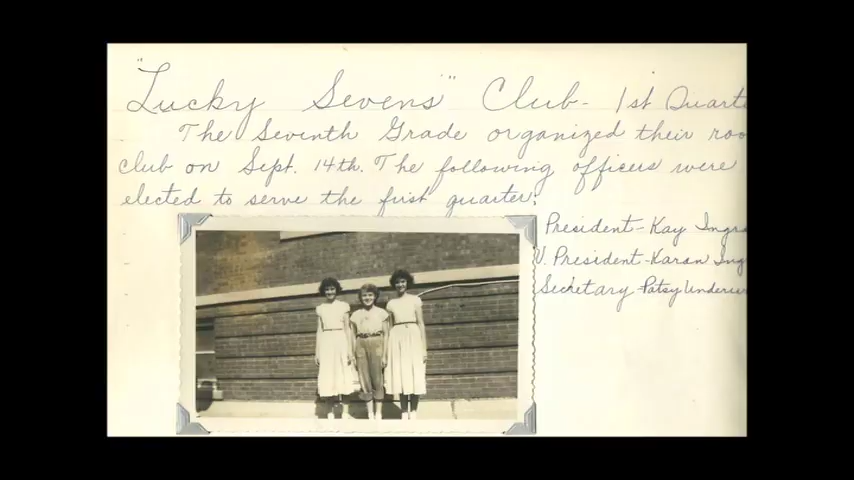 "Lucky Sevens" Club - 1st Quarte
The Seventh Grade organized their roo
club on Sept. 14th. The following officers were
elected to serve the first quarter:
President - Kay Ingra
V. President - Karan Ing
Secretary - Patsy Underw